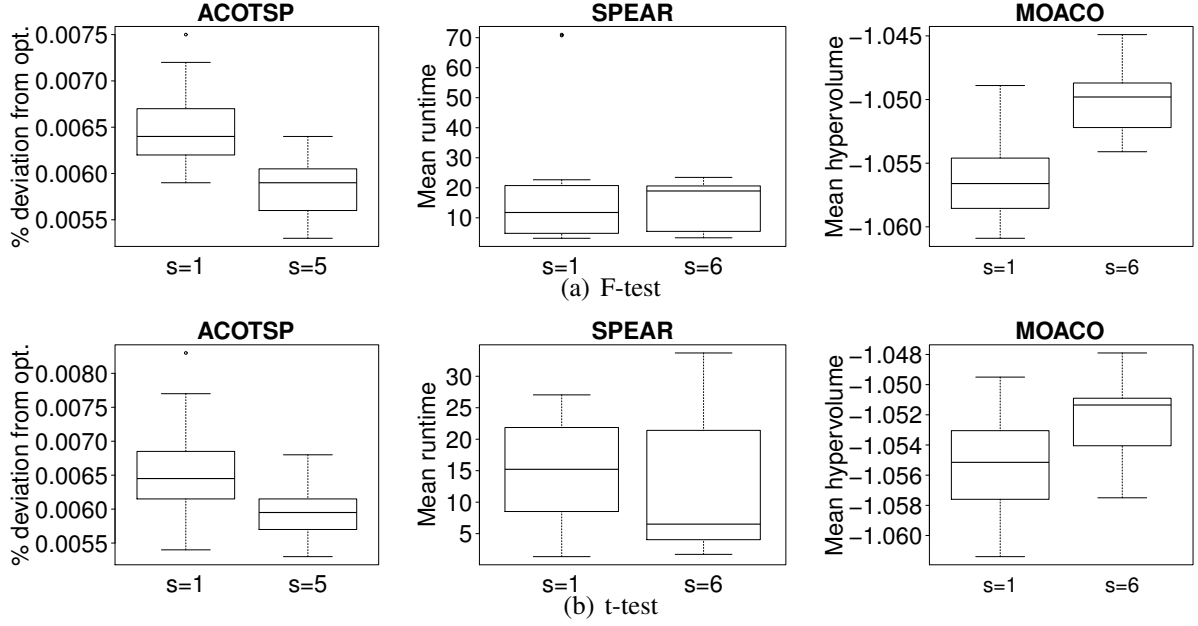 ACOTSP
% deviation from opt.
0.0075
0.0070
0.0065
0.0060
0.0055
s=1 s=5
SPEAR
Mean runtime
70
60
50
40
30
20
10
s=1 s=6
MOACO
Mean hypervolume
−1.045
−1.050
−1.055
−1.060
s=1 s=6
(a) F-test
ACOTSP
% deviation from opt.
0.0080
0.0075
0.0070
0.0065
0.0060
0.0055
s=1 s=5
SPEAR
Mean runtime
30
25
20
15
10
5
s=1 s=6
MOACO
Mean hypervolume
−1.048
−1.050
−1.052
−1.054
−1.056
−1.058
−1.060
s=1 s=6
(b) t-test